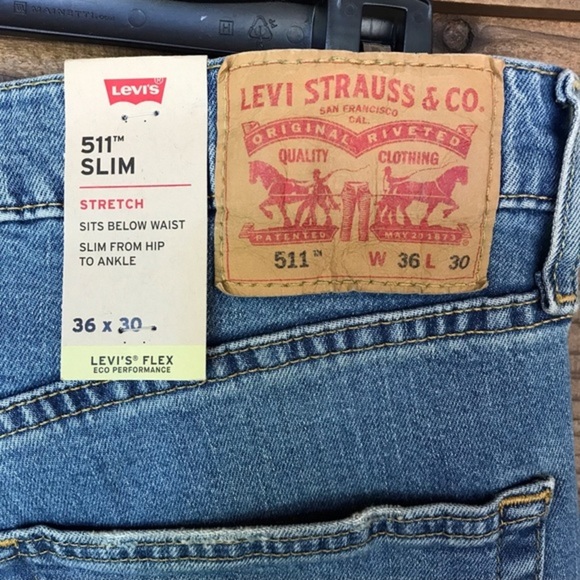 Levi's
511™
SLIM
STRETCH
SITS BELOW WAIST
SLIM FROM HIP
TO ANKLE
36 x 30
LEVI'S® FLEX
ECO PERFORMANCE
LEVI STRAUSS & CO.
SAN FRANCISCO
CAL.
ORIGINAL RIVETED
QUALITY CLOTHING
PATENTED MAY 20 1873
511™ W 36 L 30